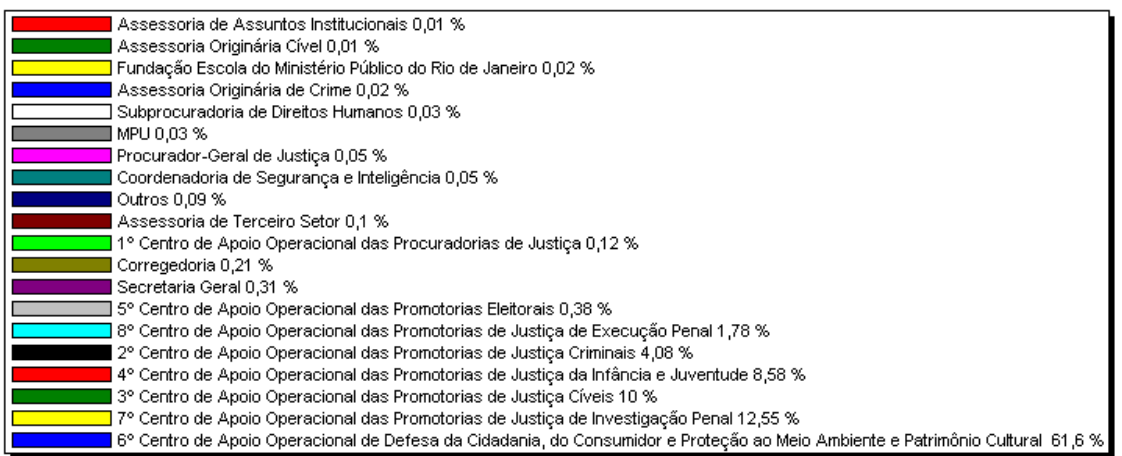 Assessoria de Assuntos Institucionais 0,01 %
Assessoria Originária Cível 0,01 %
Fundação Escola do Ministério Público do Rio de Janeiro 0,02 %
Assessoria Originária de Crime 0,02 %
Subprocuradoria de Direitos Humanos 0,03 %
MPU 0,03 %
Procurador-Geral de Justiça 0,05 %
Coordenadoria de Segurança e Inteligência 0,05 %
Outros 0,09 %
Assessoria de Terceiro Setor 0,1 %
1º Centro de Apoio Operacional das Procuradorias de Justiça 0,12 %
Corregedoria 0,21 %
Secretaria Geral 0,31 %
5º Centro de Apoio Operacional das Promotorias Eleitorais 0,38 %
8º Centro de Apoio Operacional das Promotorias de Justiça de Execução Penal 1,78 %
2º Centro de Apoio Operacional das Promotorias de Justiça Criminais 4,08 %
4º Centro de Apoio Operacional das Promotorias de Justiça da Infância e Juventude 8,58 %
3º Centro de Apoio Operacional das Promotorias de Justiça Cíveis 10 %
7º Centro de Apoio Operacional das Promotorias de Justiça de Investigação Penal 12,55 %
6º Centro de Apoio Operacional de Defesa da Cidadania, do Consumidor e Proteção ao Meio Ambiente e Patrimônio Cultural 61,6 %